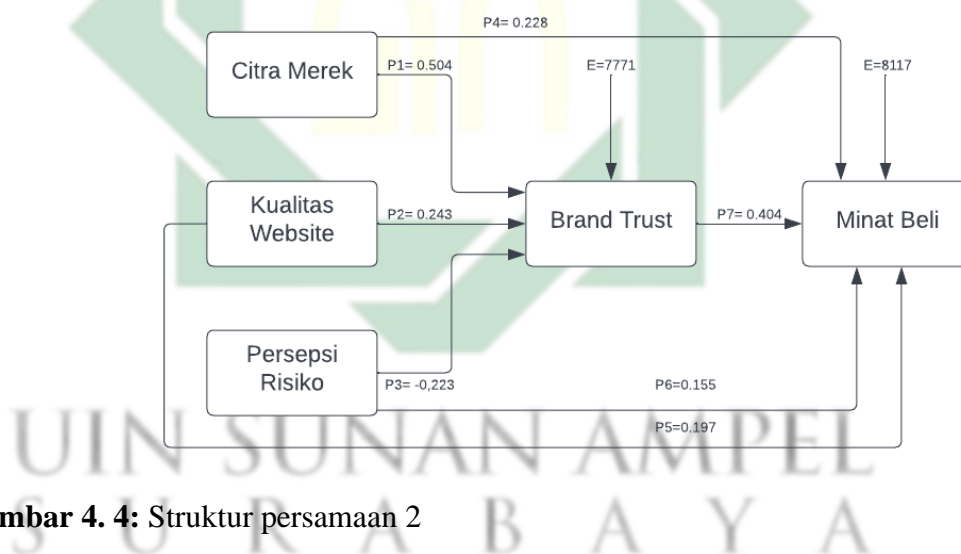 P4= 0.228
Citra Merek
P1= 0.504
E=7771
E=8117
Kualitas
Website
P2= 0.243
Brand Trust
P7= 0.404
Minat Beli
Persepsi
Risiko
P3= -0,223
P6=0.155
P5=0.197
UIN SUNAN AMPEL
S U R A B A Y A
mbar 4. 4: Struktur persamaan 2